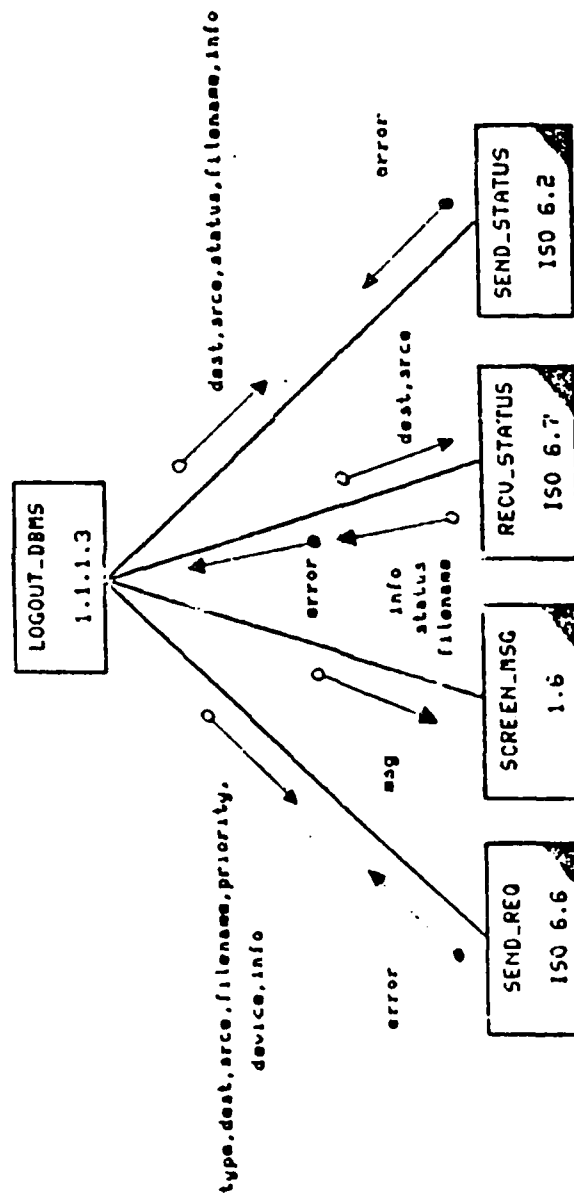 LOGOUT_DBMS
1.1.1.3
type,dest,srce,filename,priority,
device,info
error
msg
error
info
status
filename
dest,srce
dest,srce,status,filename,info
error
SEND_REQ
ISO 6.6
SCREEN_MSG
1.6
RECV_STATUS
ISO 6.7
SEND_STATUS
ISO 6.2